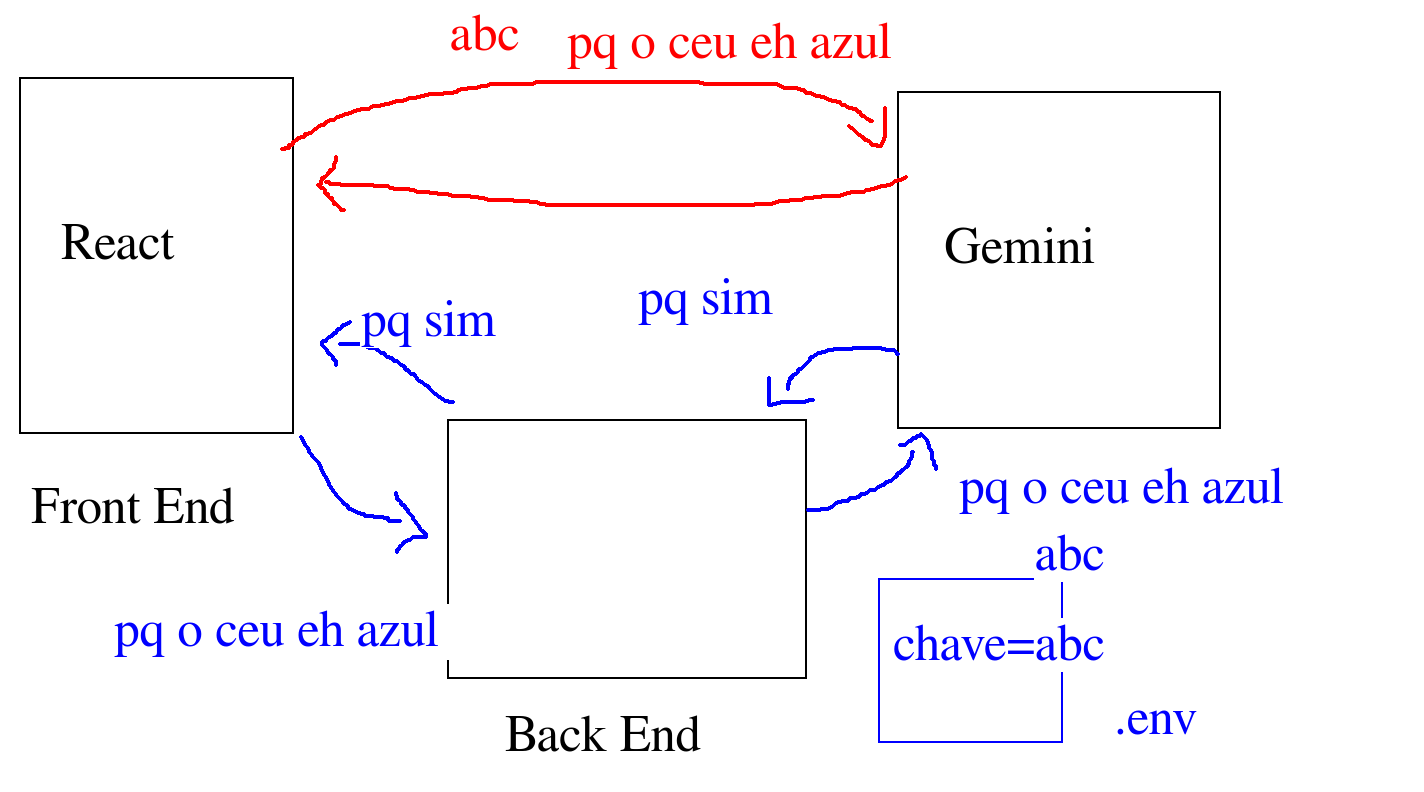 abc pq o ceu eh azul
React
Gemini
pq sim
pq sim
Front End
pq o ceu eh azul
abc
pq o ceu eh azul
chave=abc
.env
Back End